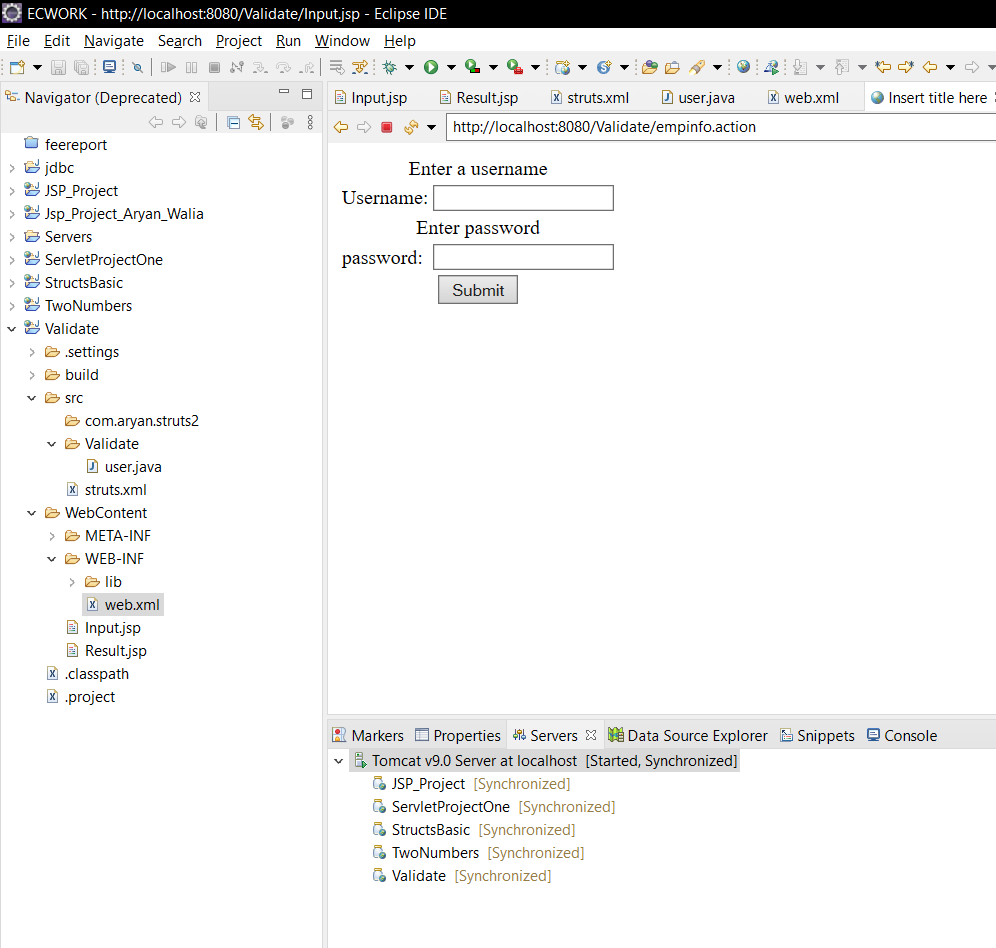 ECWORK - http://localhost:8080/Validate/Input.jsp - Eclipse IDE
File Edit Navigate Search Project Run Window Help
Navigator (Deprecated)
feereport
jdbc
JSP_Project
Jsp_Project_Aryan_Walia
Servers
ServletProjectOne
StructsBasic
TwoNumbers
Validate
.settings
build
src
com.aryan.struts2
Validate
user.java
struts.xml
WebContent
META-INF
WEB-INF
lib
web.xml
Input.jsp
Result.jsp
.classpath
.project
Input.jsp Result.jsp struts.xml user.java web.xml Insert title here
http://localhost:8080/Validate/empinfo.action
Enter a username
Username:
Enter password
password:
Submit
Markers Properties Servers Data Source Explorer Snippets Console
Tomcat v9.0 Server at localhost [Started, Synchronized]
JSP_Project [Synchronized]
ServletProjectOne [Synchronized]
StructsBasic [Synchronized]
TwoNumbers [Synchronized]
Validate [Synchronized]